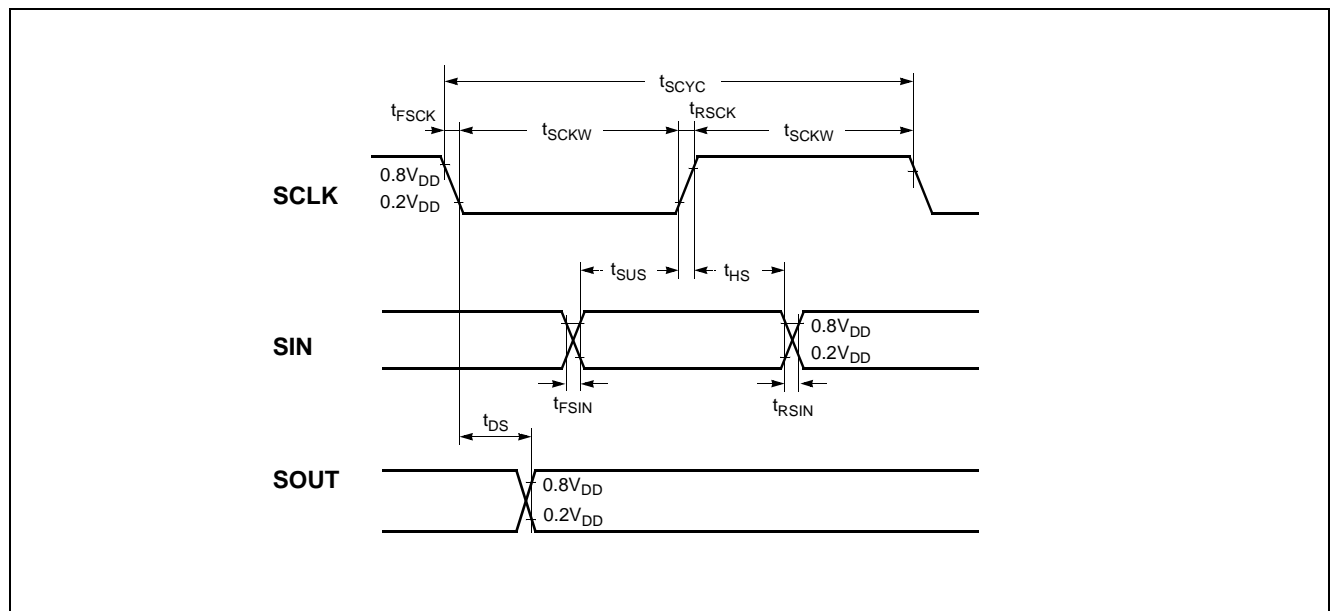 tSCYC
tFSCK
tRSCK
tSCKW
tSCKW
0.8VDD
SCLK
0.2VDD
tSUS
tHS
0.8VDD
SIN
0.2VDD
tFSIN
tRSIN
tDS
SOUT
0.8VDD
0.2VDD